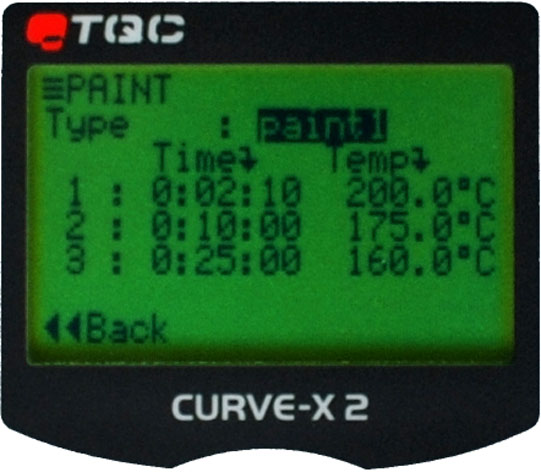 TQC
≡PAINT
Type : paint1
Time↴ Temp↴
1 : 0:02:10 200.0°C
2 : 0:10:00 175.0°C
3 : 0:25:00 160.0°C
◀◀Back
CURVE-X 2